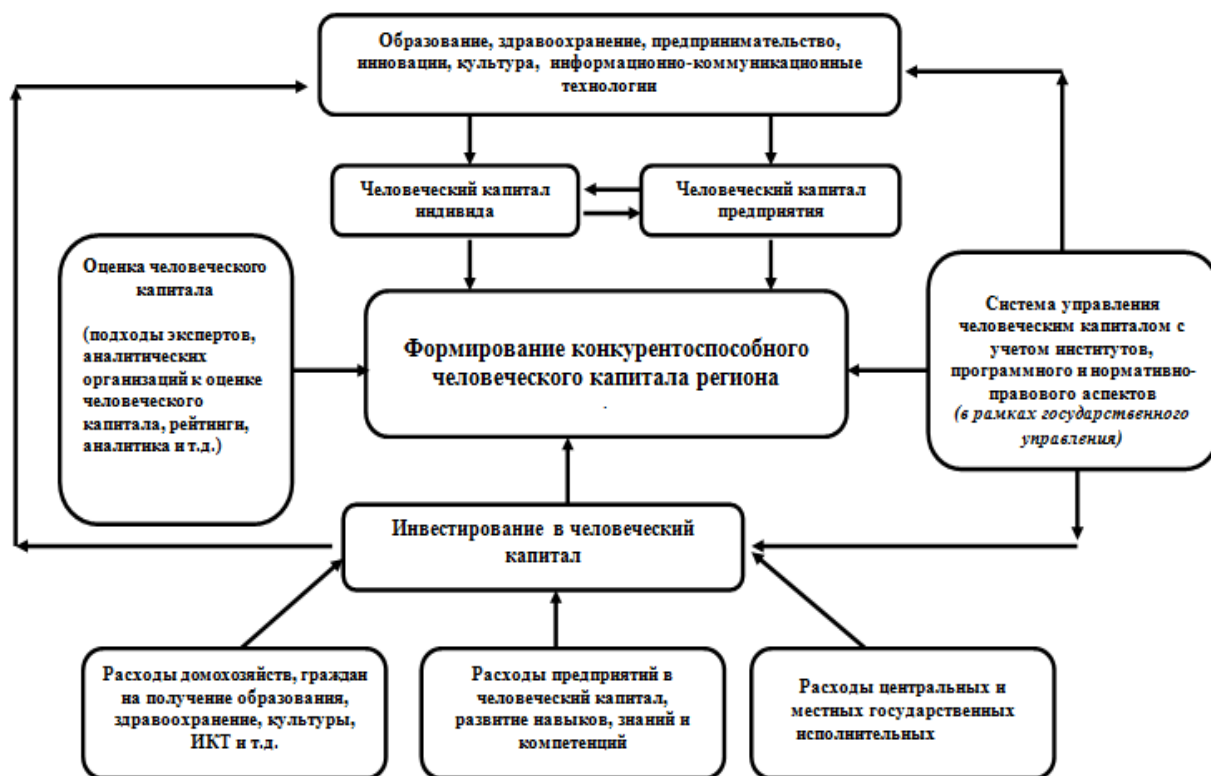 Образование, здравоохранение, предпринимательство,
инновации, культура, информационно-коммуникационные
технологии
Человеческий капитал
индивида
Человеческий капитал
предприятия
Оценка человеческого
капитала
(подходы экспертов,
аналитических
организаций к оценке
человеческого
капитала, рейтинги,
аналитика и т.д.)
Формирование конкурентоспособного
человеческого капитала региона
.
Система управления
человеческим капиталом с
учетом институтов,
программного и нормативно-
правового аспектов
(в рамках государственного
управления)
Инвестирование в человеческий
капитал
Расходы домохозяйств, граждан
на получение образования,
здравоохранение, культуры,
ИКТ и т.д.
Расходы предприятий в
человеческий капитал,
развитие навыков, знаний и
компетенций
Расходы центральных и
местных государственных
исполнительных